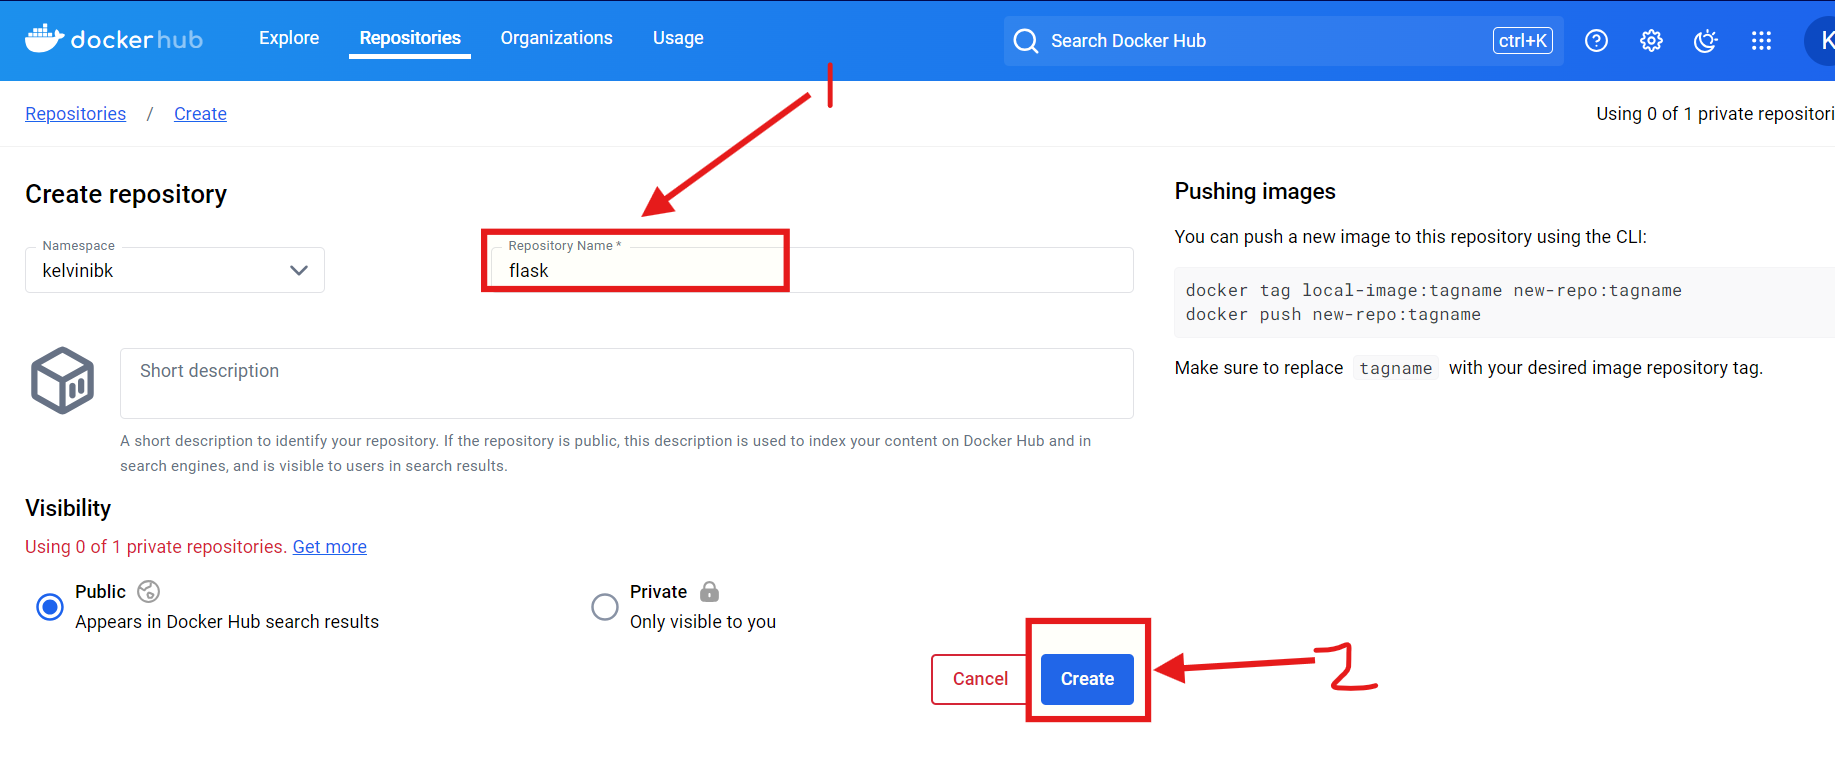 docker hub
Explore Repositories Organizations Usage
Search Docker Hub ctrl+K
K
1
Repositories / Create
Using 0 of 1 private repositori
Create repository
Namespace
kelvinibk
Repository Name *
flask
Short description
A short description to identify your repository. If the repository is public, this description is used to index your content on Docker Hub and in
search engines, and is visible to users in search results.
Visibility
Using 0 of 1 private repositories. Get more
Public
Appears in Docker Hub search results
Private
Only visible to you
Cancel Create
2
Pushing images
You can push a new image to this repository using the CLI:
docker tag local-image:tagname new-repo:tagname
docker push new-repo:tagname
Make sure to replace tagname with your desired image repository tag.